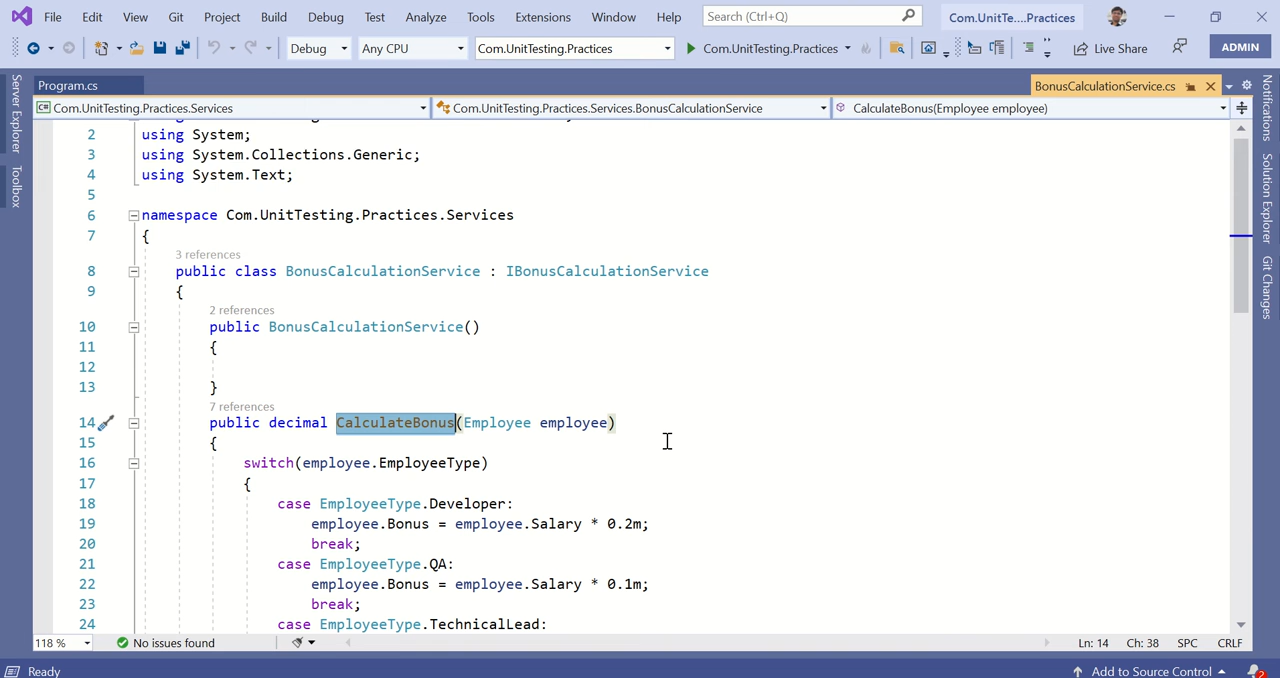 File Edit View Git Project Build Debug Test Analyze Tools Extensions Window Help Search (Ctrl+Q) Com.UnitTe....Practices
Debug Any CPU Com.UnitTesting.Practices Com.UnitTesting.Practices Live Share ADMIN
Program.cs BonusCalculationService.cs
C# Com.UnitTesting.Practices.Services Com.UnitTesting.Practices.Services.BonusCalculationService CalculateBonus(Employee employee)
Server Explorer
Toolbox
Notifications
Solution Explorer
Git Changes
2 using System;
3 using System.Collections.Generic;
4 using System.Text;
5
6 namespace Com.UnitTesting.Practices.Services
7 {
3 references
8 public class BonusCalculationService : IBonusCalculationService
9 {
2 references
10 public BonusCalculationService()
11 {
12
13 }
7 references
14 public decimal CalculateBonus(Employee employee)
15 {
16 switch(employee.EmployeeType)
17 {
18 case EmployeeType.Developer:
19 employee.Bonus = employee.Salary * 0.2m;
20 break;
21 case EmployeeType.QA:
22 employee.Bonus = employee.Salary * 0.1m;
23 break;
24 case EmployeeType.TechnicalLead:
118 % No issues found Ln: 14 Ch: 38 SPC CRLF
Ready Add to Source Control 2